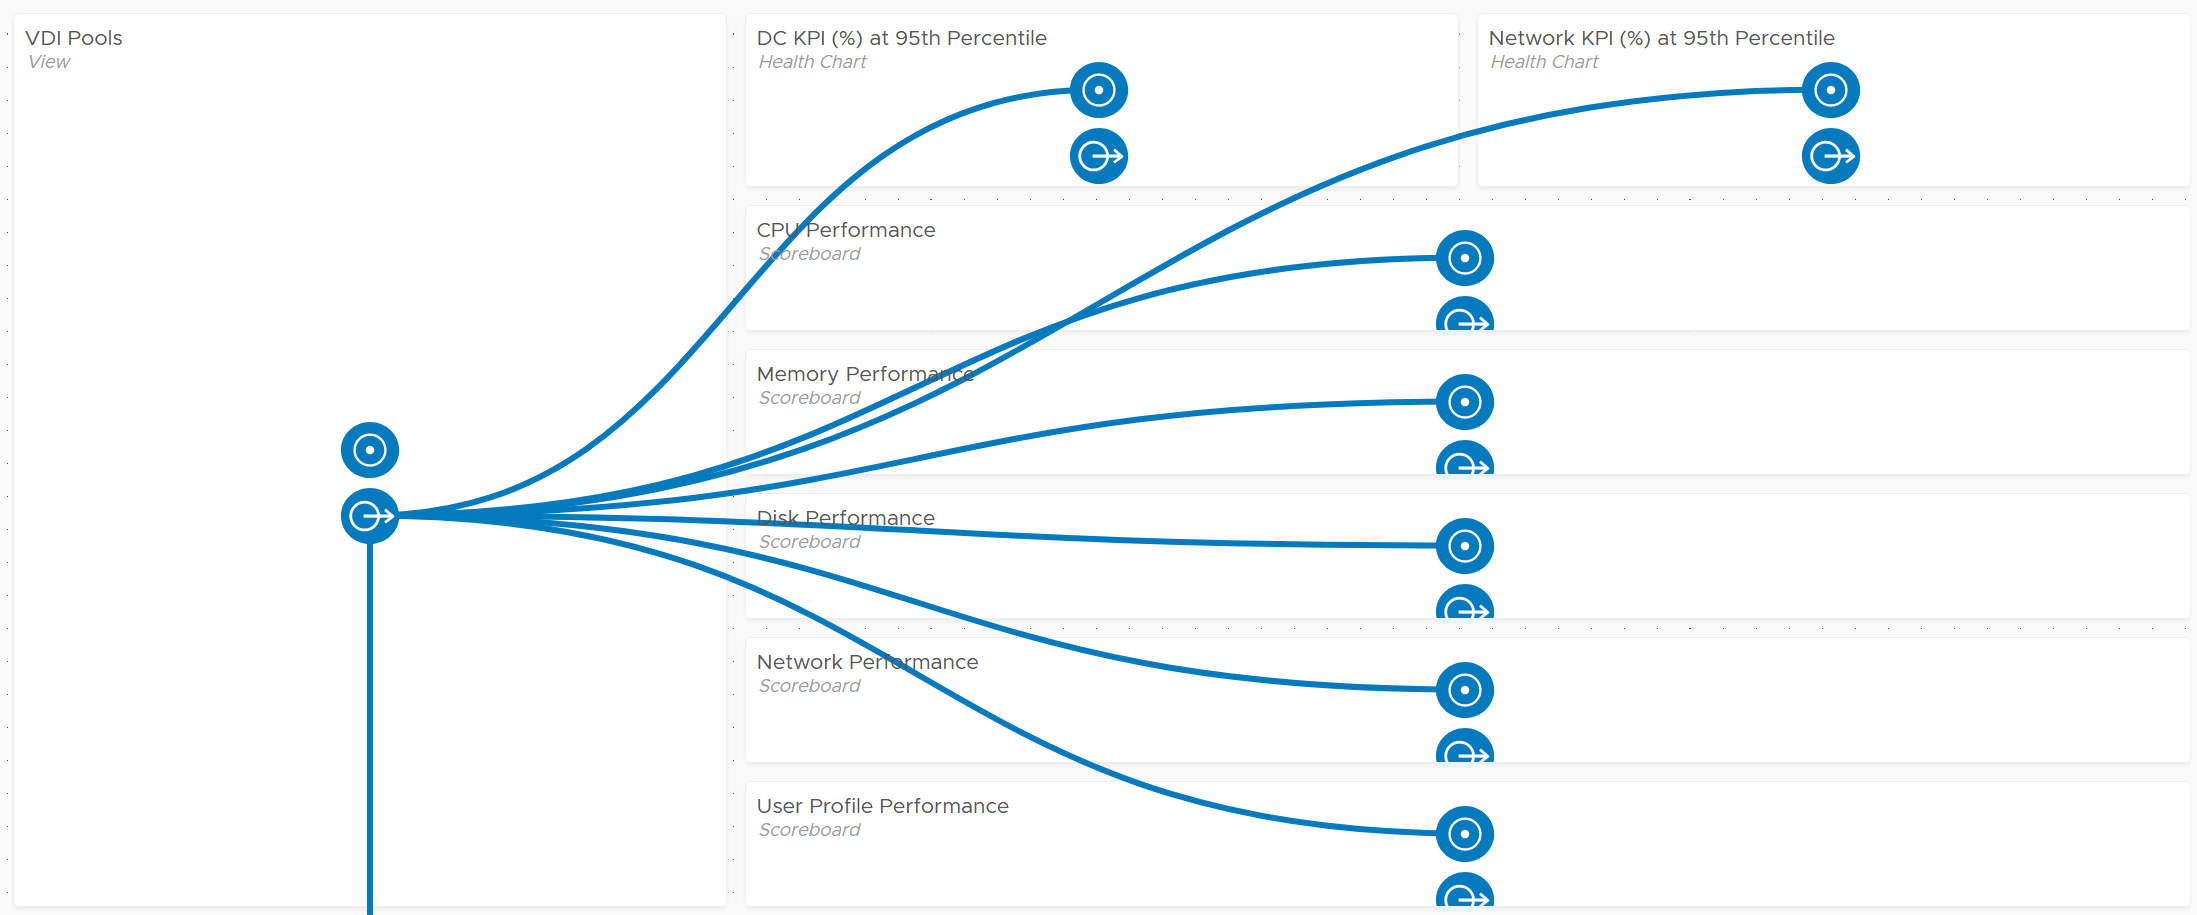 VDI Pools
View
DC KPI (%) at 95th Percentile
Health Chart
Network KPI (%) at 95th Percentile
Health Chart
CPU Performance
Scoreboard
Memory Performance
Scoreboard
Disk Performance
Scoreboard
Network Performance
Scoreboard
User Profile Performance
Scoreboard